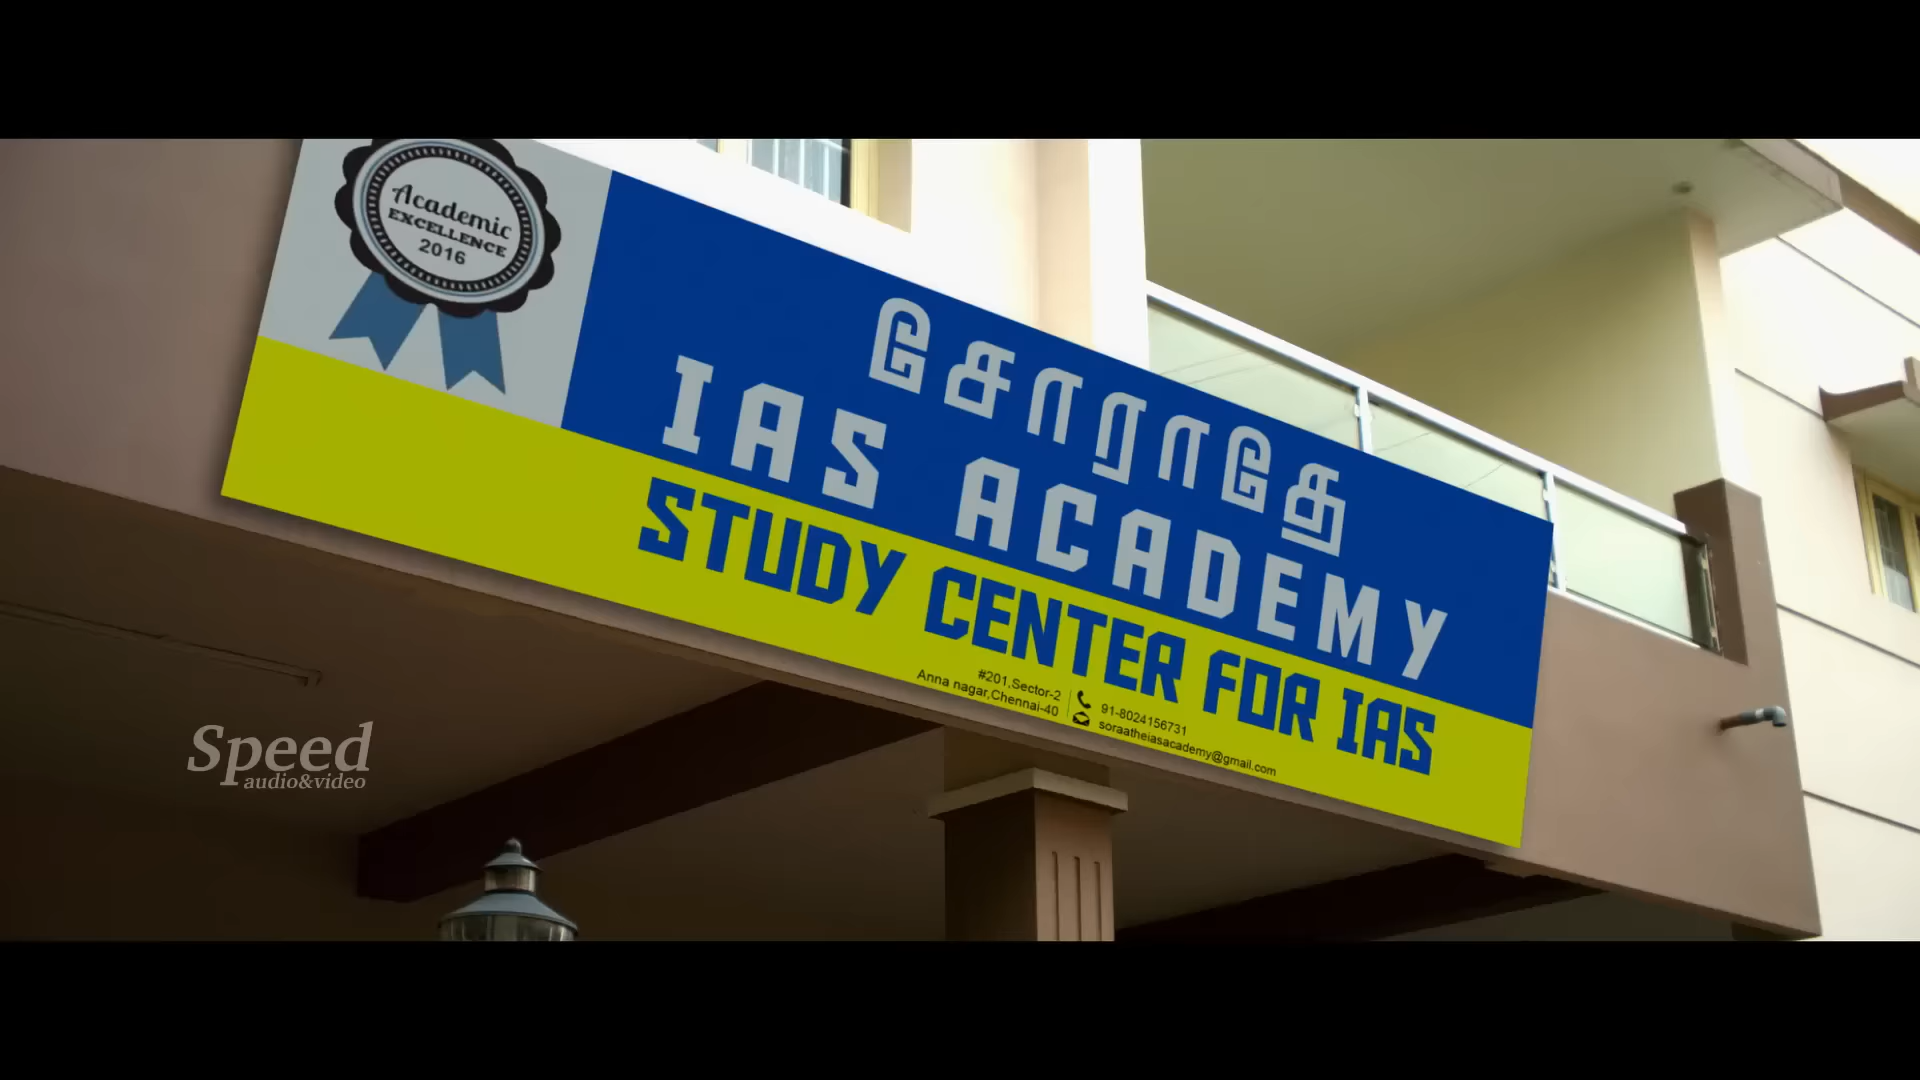 Academic
EXCELLENCE
2016
சோராதே
IAS ACADEMY
STUDY CENTER FOR IAS
#201,Sector-2
Anna nagar,Chennai-40
91-8024156731
soraatheiasacademy@gmail.com
Speed
audio&video